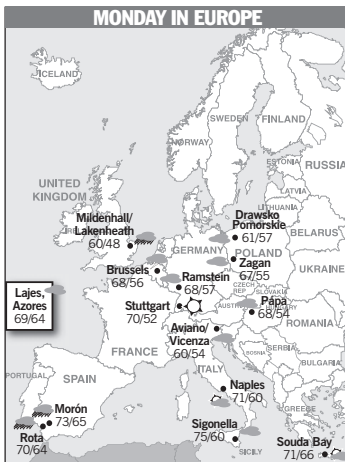 MONDAY IN EUROPE
ICELAND
SWEDEN
FINLAND
NORWAY
ESTONIA
RUSSIA
LATVIA
LITHUANIA
UNITED
KINGDOM
Mildenhall/
Lakenheath
60/48
Drawsko
Pomorskie
61/57
BELARUS
GERMANY
POLAND
Zagan
67/55
Brussels
68/56
Ramstein
68/57
CZECH
REP
SLOVAKIA
UKRAINE
Lajes,
Azores
69/64
Stuttgart
70/52
AUSTRIA
HUNGARY
Pápa
68/54
Aviano/
Vicenza
60/54
ROMANIA
FRANCE
BOSNIA
SERBIA
BULGARIA
ITALY
PORTUGAL
SPAIN
Naples
71/60
GREECE
Morón
73/65
Rota
70/64
Sigonella
75/60
SICILY
Souda Bay
71/66